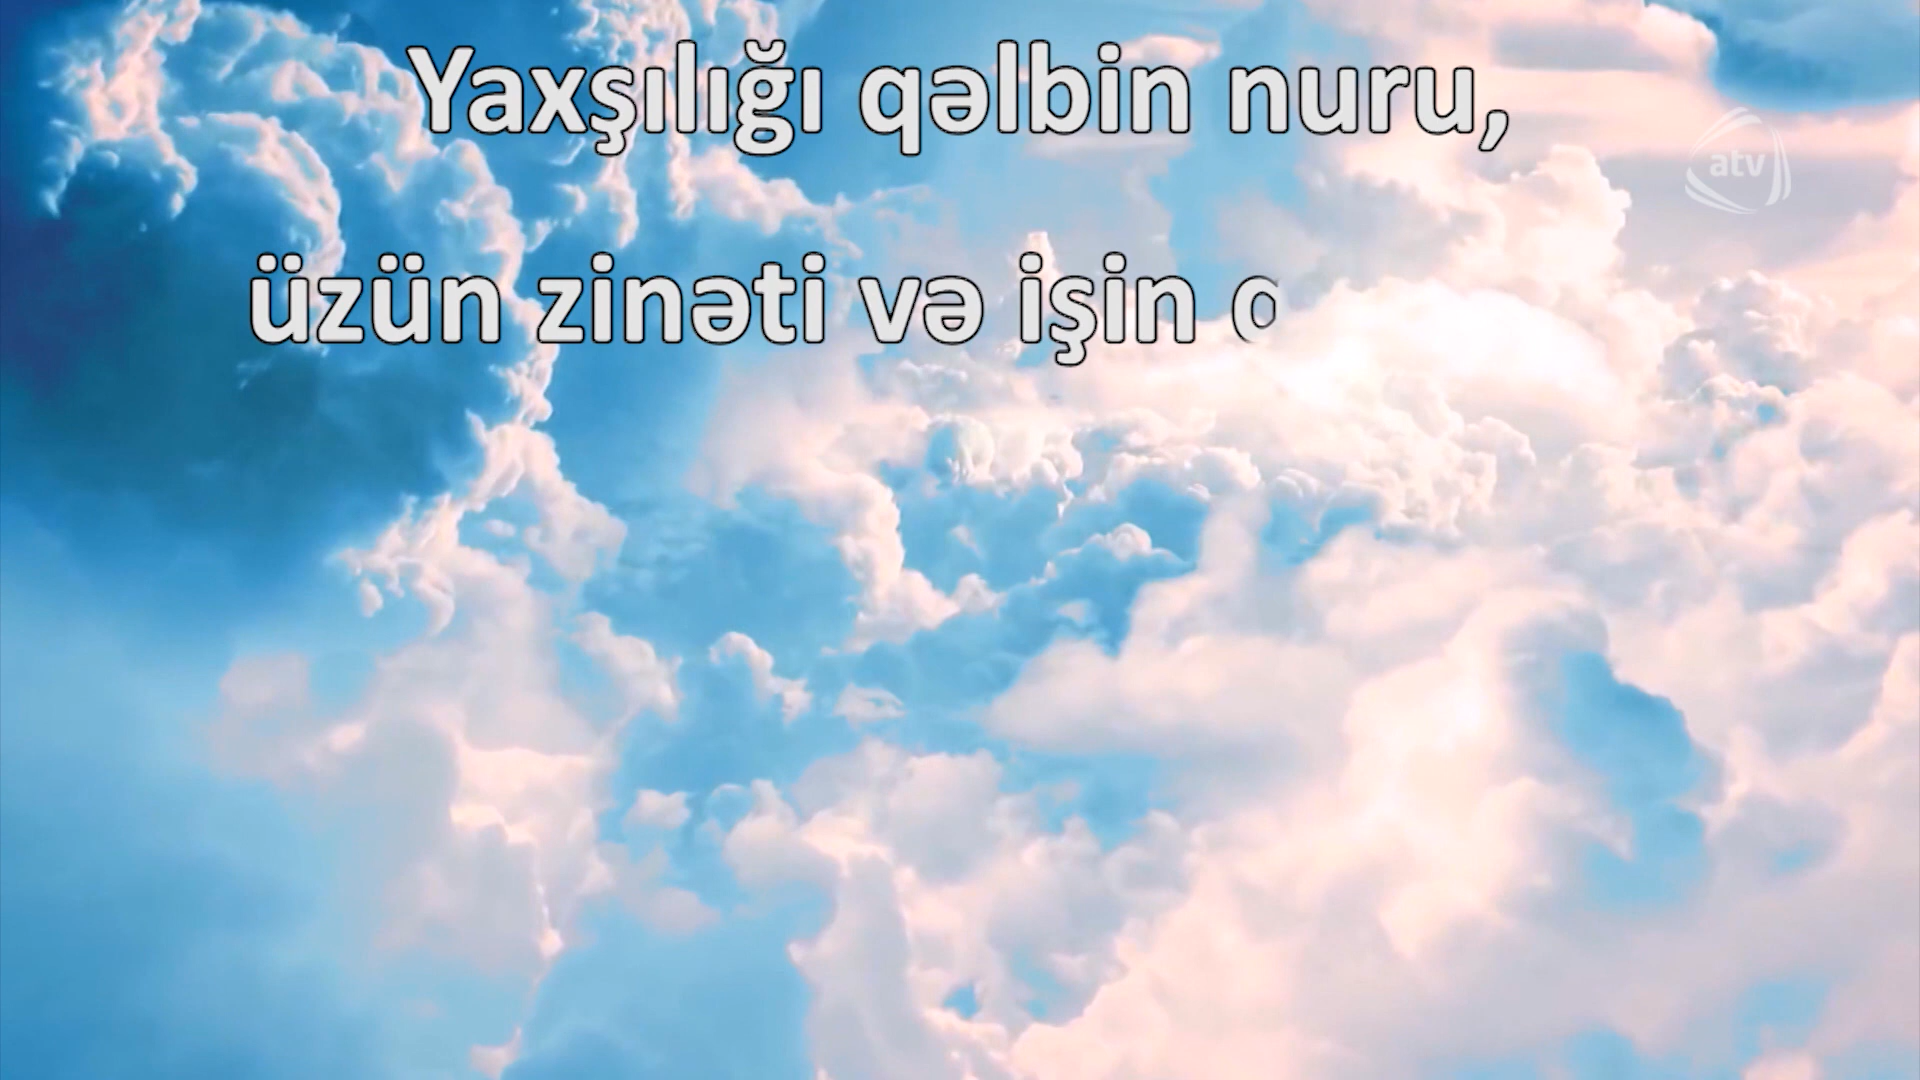 Yaxşılığı qəlbin nuru,
üzün zinəti və işin
atv